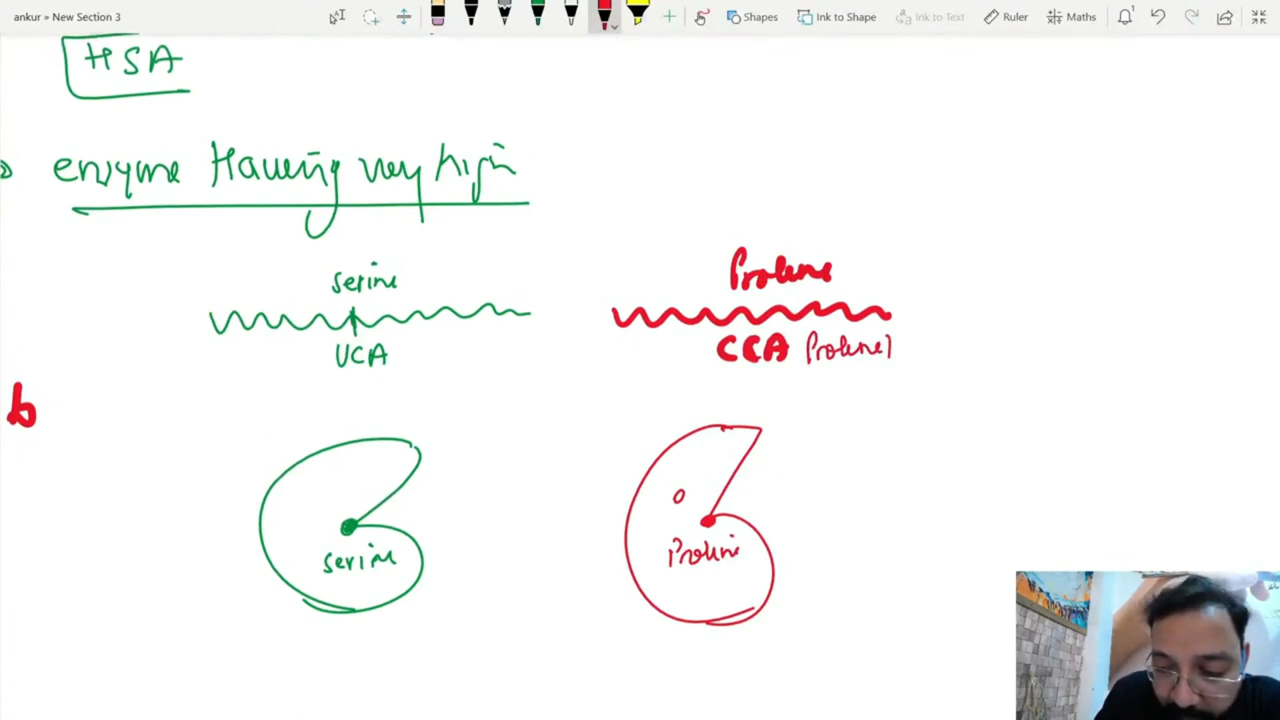 ankur » New Section 3
Shapes Ink to Shape Ink to Text Ruler Maths
HSA
enzyme Having very high
serine
UCA
Proline
CCA (Proline)
b
serine
o
Proline